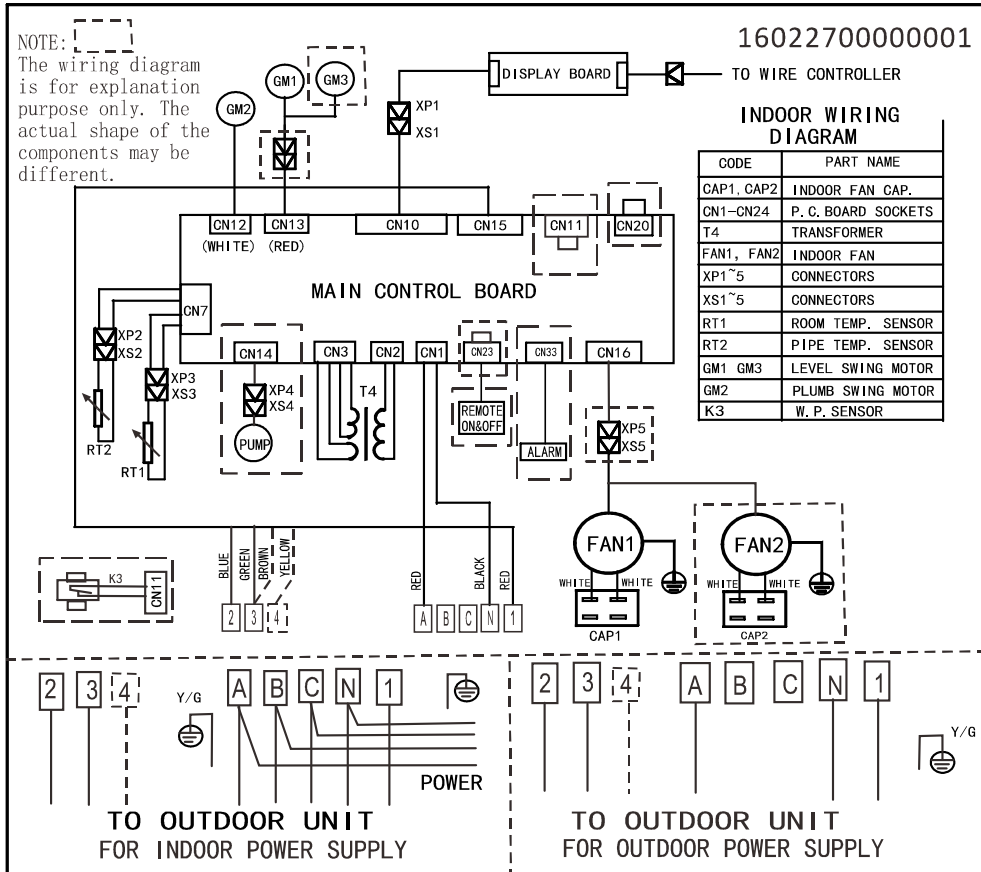 NOTE:
The wiring diagram
is for explanation
purpose only. The
actual shape of the
components may be
different.
16022700000001
GM1
GM3
GM2
XP1
XS1
DISPLAY BOARD
TO WIRE CONTROLLER
INDOOR WIRING
DIAGRAM
CODE PART NAME
CAP1, CAP2 INDOOR FAN CAP.
CN1-CN24 P.C.BOARD SOCKETS
T4 TRANSFORMER
FAN1, FAN2 INDOOR FAN
XP1~5 CONNECTORS
XS1~5 CONNECTORS
RT1 ROOM TEMP. SENSOR
RT2 PIPE TEMP. SENSOR
GM1 GM3 LEVEL SWING MOTOR
GM2 PLUMB SWING MOTOR
K3 W.P.SENSOR
CN12 CN13 CN10 CN15 CN11 CN20
(WHITE) (RED)
MAIN CONTROL BOARD
CN7
CN14 CN3 CN2 CN1 CN23 CN33 CN16
XP2
XS2
XP3
XS3
RT2
RT1
XP4
XS4
PUMP
T4
REMOTE
ON&OFF
ALARM
XP5
XS5
FAN1
FAN2
WHITE WHITE
CAP1
WHITE WHITE
CAP2
K3
CN11
BLUE
GREEN
BROWN
YELLOW
2 3 4
RED
BLACK
RED
A B C N 1
2 3 4
Y/G
A B C N 1
POWER
TO OUTDOOR UNIT
FOR INDOOR POWER SUPPLY
2 3 4 A B C N 1
Y/G
TO OUTDOOR UNIT
FOR OUTDOOR POWER SUPPLY